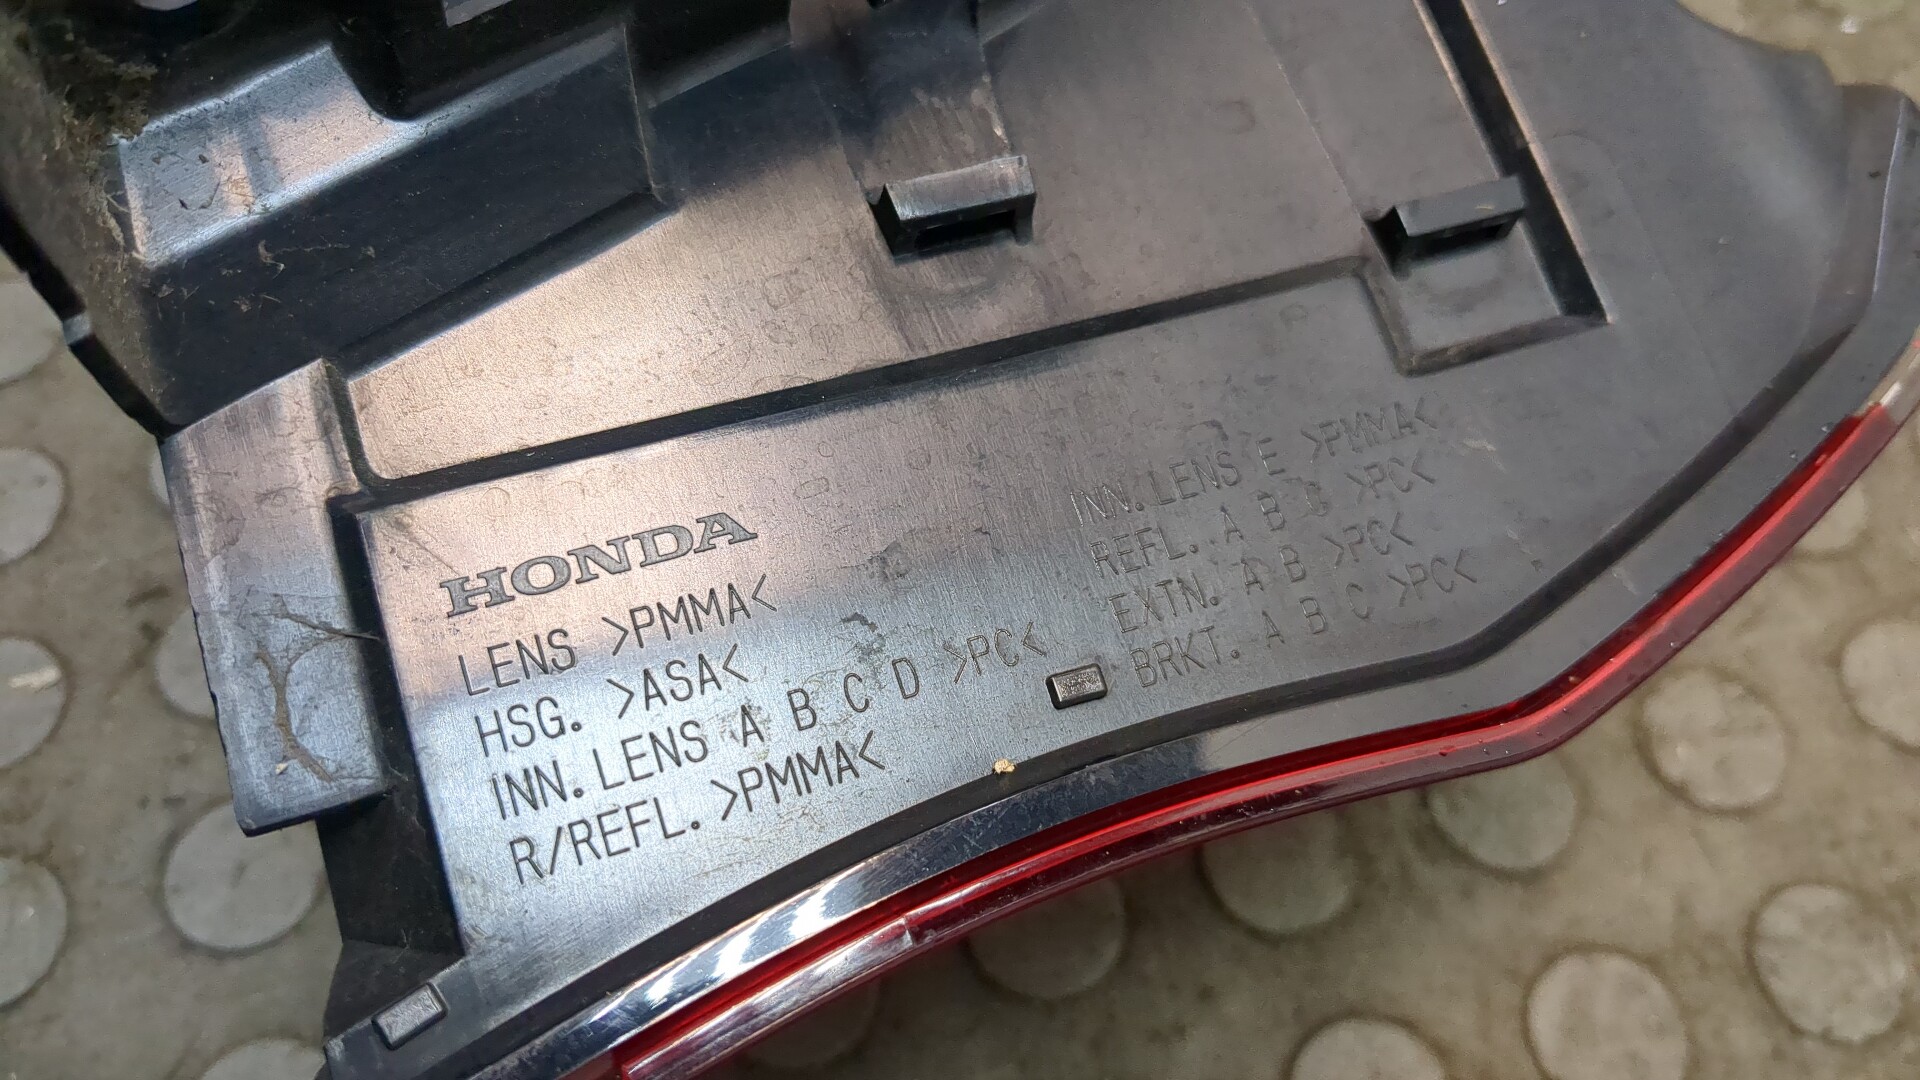 HONDA
LENS >PMMA<
HSG. >ASA<
INN. LENS A B C D >PC<
R/REFL. >PMMA<
INN. LENS E >PMMA<
REFL. A B C >PC<
EXTN. A B >PC<
BRKT. A B C >PC<